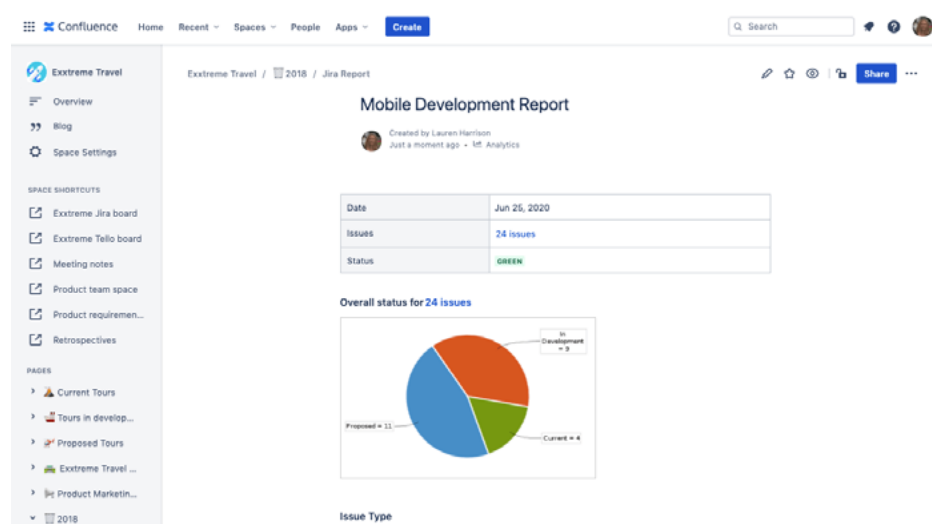 Confluence Home Recent Spaces People Apps Create Search
Exxtreme Travel
Overview
Blog
Space Settings
SPACE SHORTCUTS
Exxtreme Jira board
Exxtreme Tello board
Meeting notes
Product team space
Product requiremen...
Retrospectives
PAGES
Current Tours
Tours in develop...
Proposed Tours
Exxtreme Travel ...
Product Marketin...
2018
Exxtreme Travel / 2018 / Jira Report
Share
Mobile Development Report
Created by Lauren Harrison
Just a moment ago • Analytics
Date Jun 25, 2020
Issues 24 issues
Status GREEN
Overall status for 24 issues
In
Development
= 9
Proposed = 11
Current = 4
Issue Type